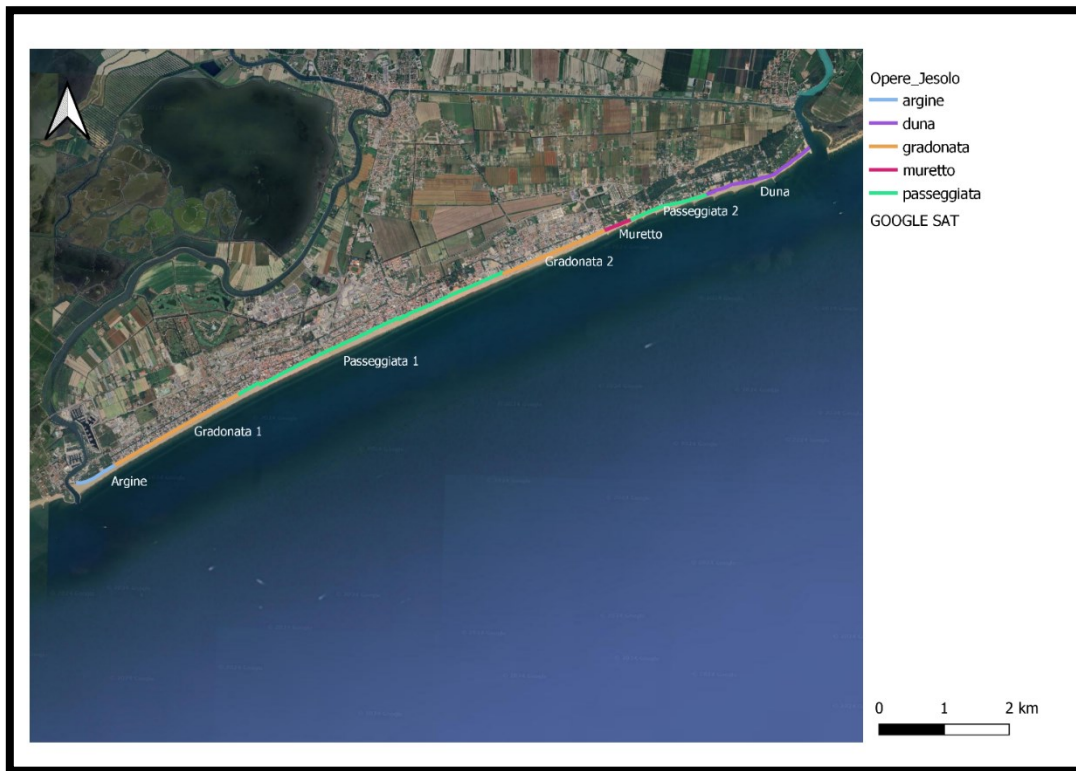 Opere_Jesolo
argine
duna
gradonata
muretto
passeggiata
GOOGLE SAT
Duna
Passeggiata 2
Muretto
Gradonata 2
Passeggiata 1
Gradonata 1
Argine
0 1 2 km